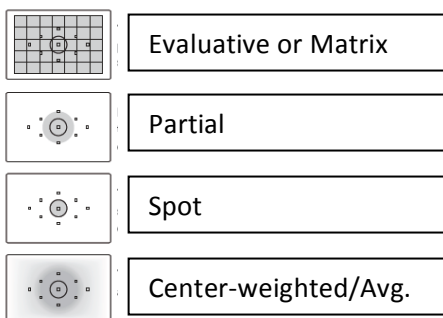 Evaluative or Matrix
Partial
Spot
Center-weighted/Avg.